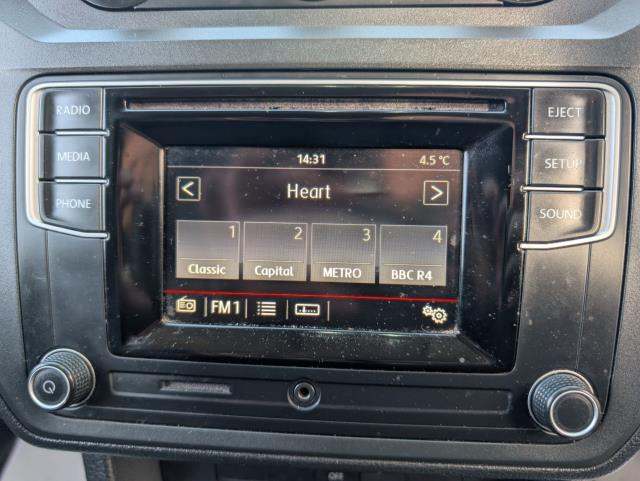 RADIO
MEDIA
PHONE
14:31 4.5 °C
< Heart >
1 2 3 4
Classic Capital METRO BBC R4
FM1
EJECT
SETUP
SOUND
OFF